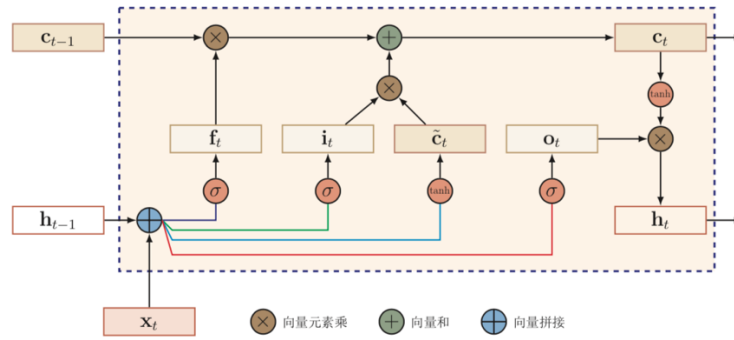 c_{t−1} × + c_t
tanh
× ×
f_t i_t c̃_t o_t
σ σ tanh σ
h_{t−1} h_t
x_t × 向量元素乘 + 向量和 向量拼接